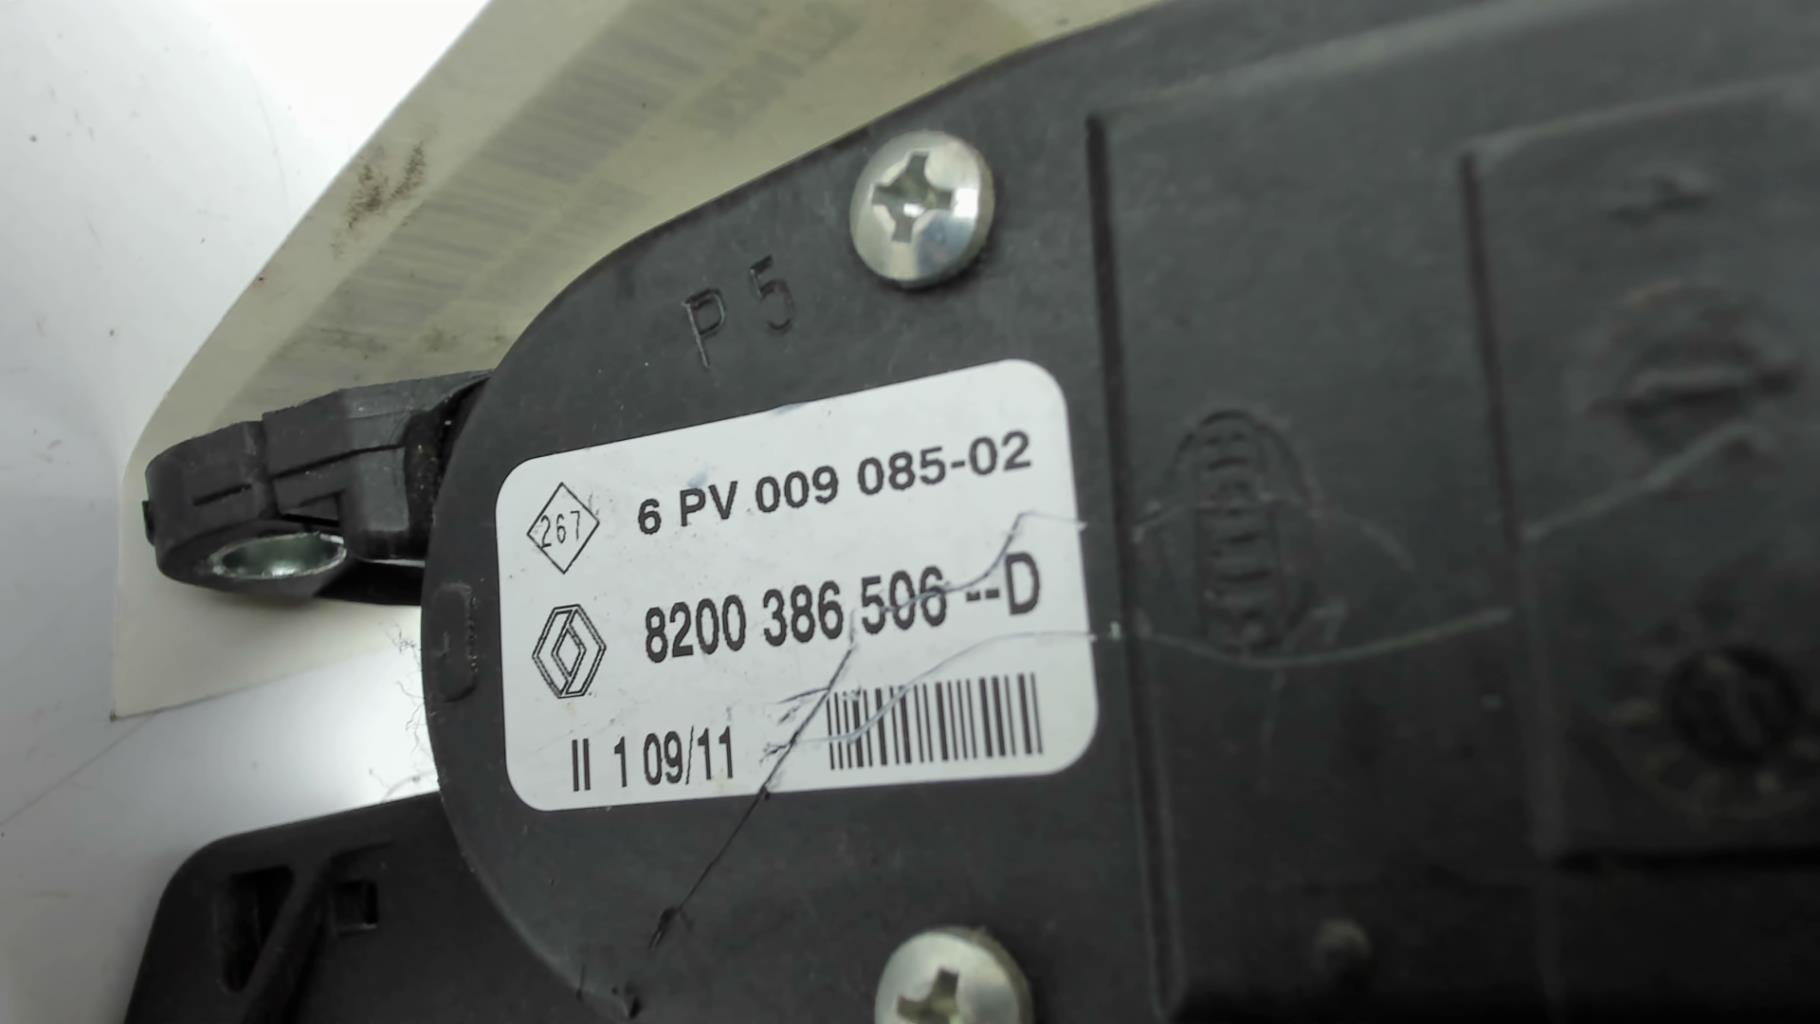 P 5
267
6 PV 009 085-02
8200 386 506 --D
II 1 09/11